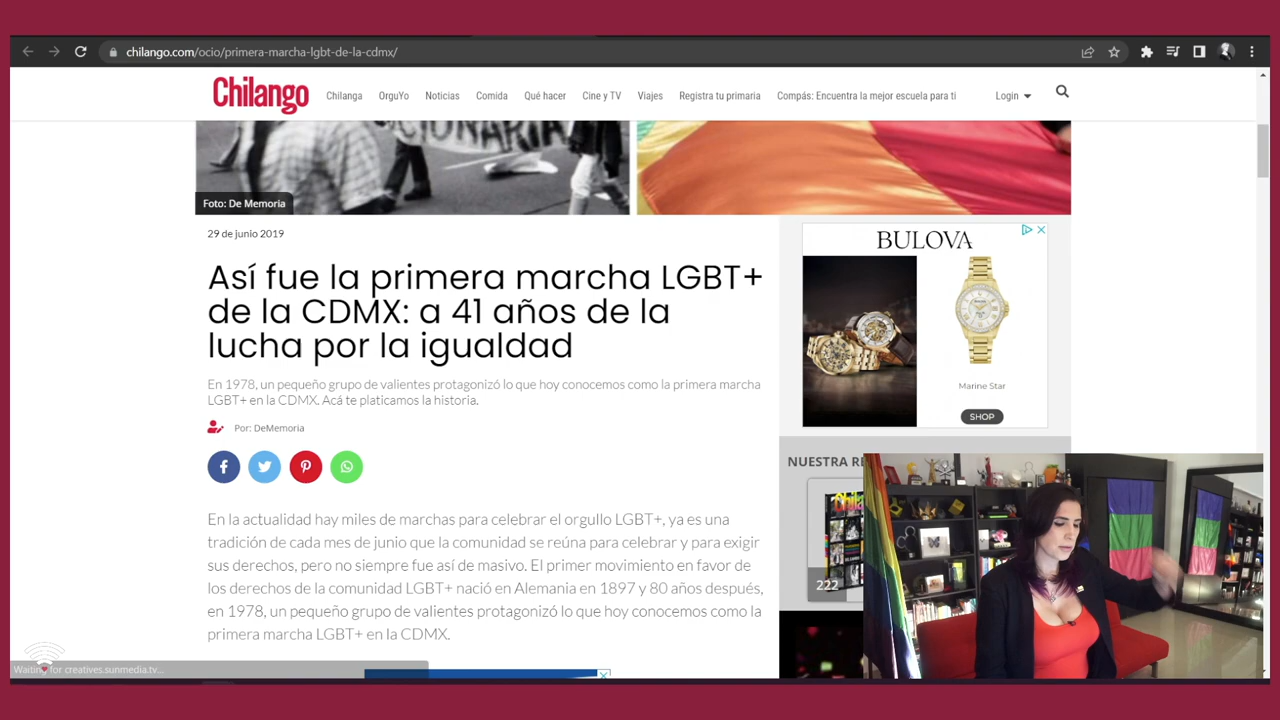 chilango.com/ocio/primera-marcha-lgbt-de-la-cdmx/
Chilango
Chilanga OrguYo Noticias Comida Qué hacer Cine y TV Viajes Registra tu primaria Compás: Encuentra la mejor escuela para ti Login
CIONARIA
Foto: De Memoria
29 de junio 2019
Así fue la primera marcha LGBT+
de la CDMX: a 41 años de la
lucha por la igualdad
En 1978, un pequeño grupo de valientes protagonizó lo que hoy conocemos como la primera marcha
LGBT+ en la CDMX. Acá te platicamos la historia.
Por: DeMemoria
En la actualidad hay miles de marchas para celebrar el orgullo LGBT+, ya es una
tradición de cada mes de junio que la comunidad se reúna para celebrar y para exigir
sus derechos, pero no siempre fue así de masivo. El primer movimiento en favor de
los derechos de la comunidad LGBT+ nació en Alemania en 1897 y 80 años después,
en 1978, un pequeño grupo de valientes protagonizó lo que hoy conocemos como la
primera marcha LGBT+ en la CDMX.
BULOVA
Marine Star
SHOP
NUESTRA RE
222
Waiting for creatives.sunmedia.tv...